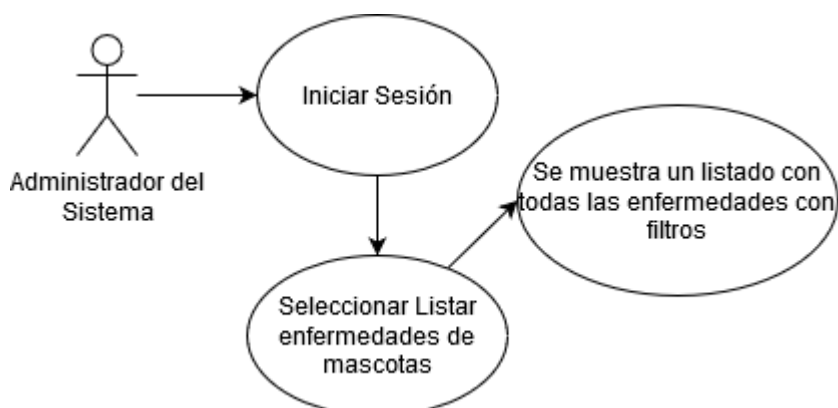 Iniciar Sesión
Administrador del
Sistema
Se muestra un listado con
todas las enfermedades con
filtros
Seleccionar Listar
enfermedades de
mascotas